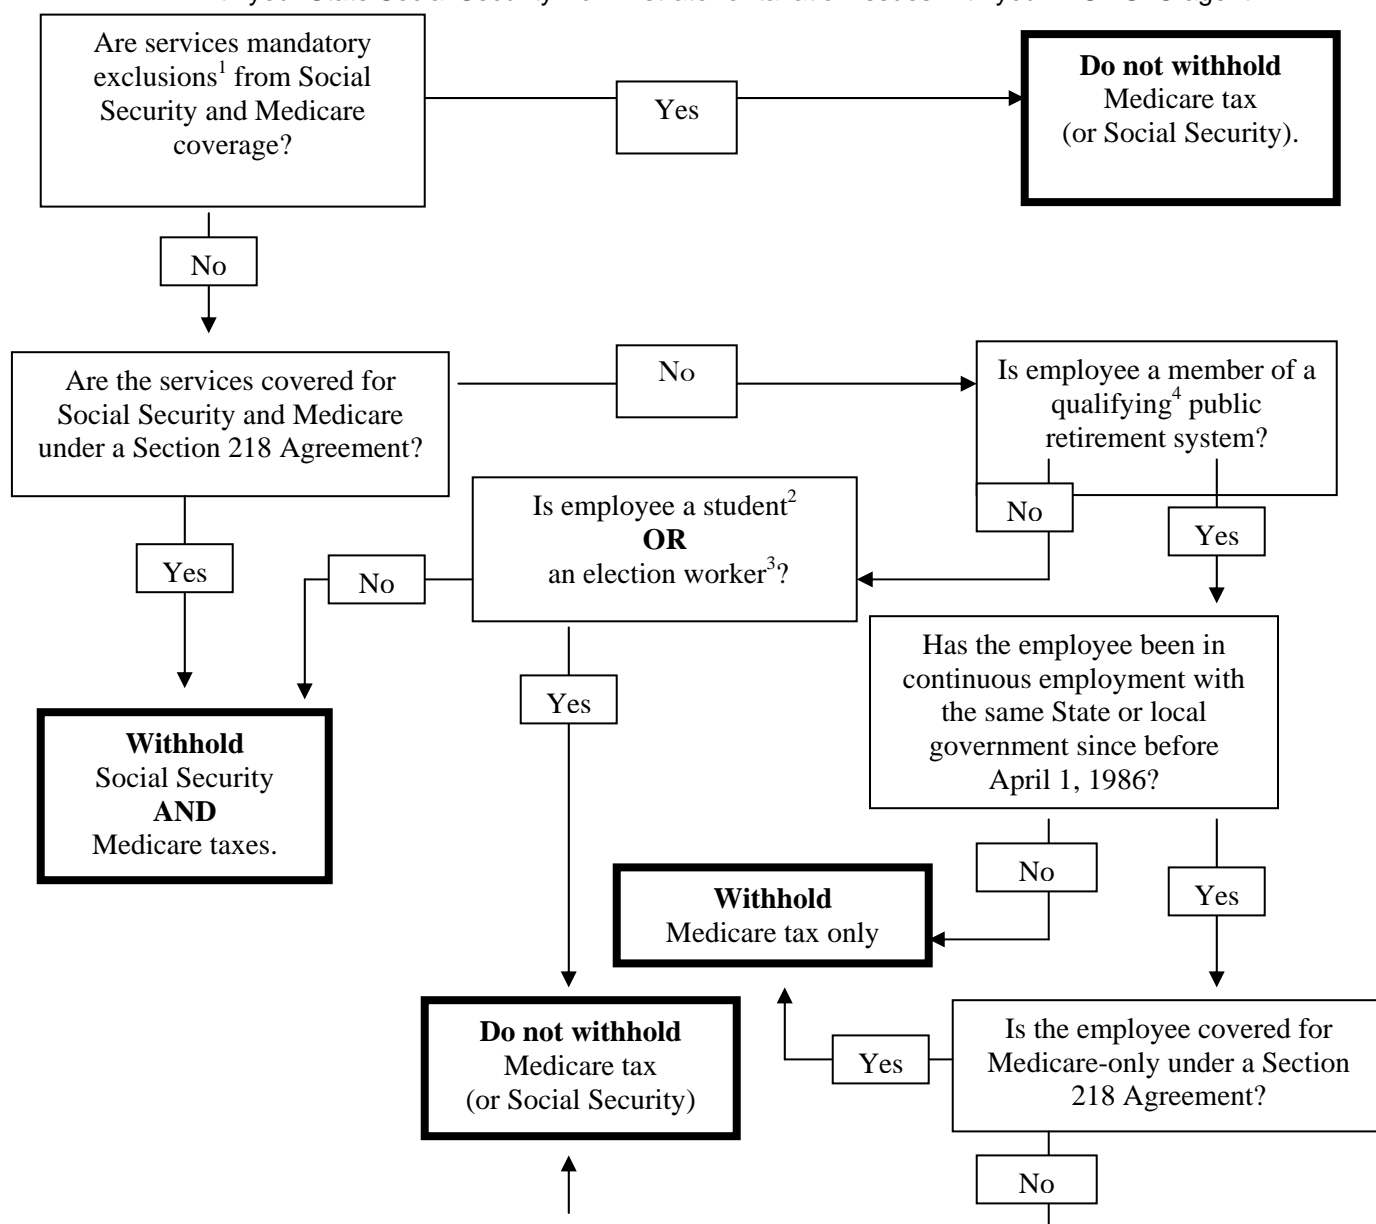 Are services mandatory
exclusions¹ from Social
Security and Medicare
coverage?
Yes
Do not withhold
Medicare tax
(or Social Security).
No
Are the services covered for
Social Security and Medicare
under a Section 218 Agreement?
No
Is employee a member of a
qualifying⁴ public
retirement system?
Is employee a student²
OR
an election worker³?
No
Yes
Yes
No
Has the employee been in
continuous employment with
the same State or local
government since before
April 1, 1986?
Yes
Withhold
Social Security
AND
Medicare taxes.
No
Yes
Withhold
Medicare tax only
Do not withhold
Medicare tax
(or Social Security)
Yes
Is the employee covered for
Medicare-only under a Section
218 Agreement?
No